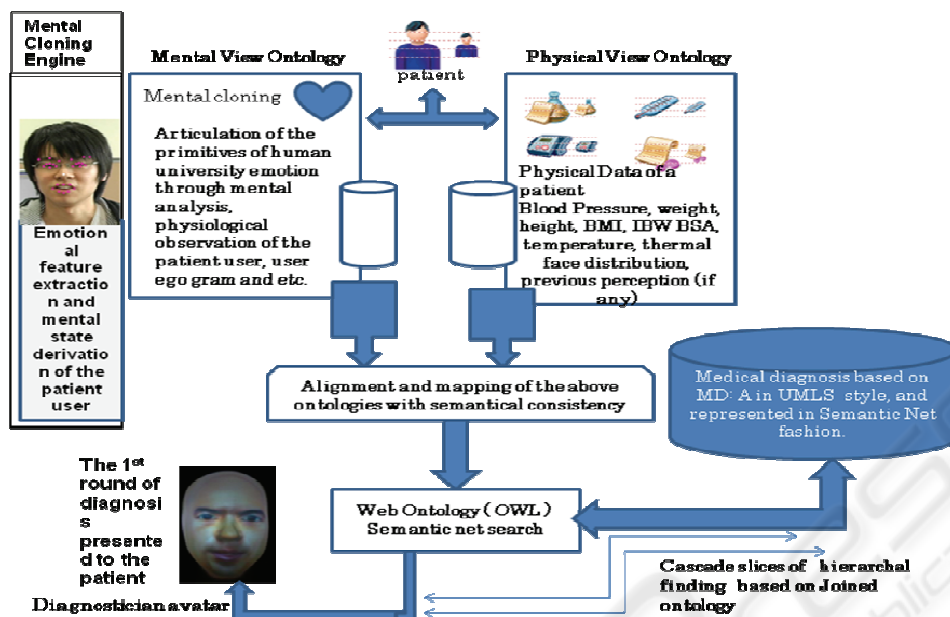 Mental
Cloning
Engine
Emotion
al
feature
extractio
n and
mental
state
derivatio
n of the
patient
user
Mental View Ontology
Mental cloning
Articulation of the
primitives of human
university emotion
through mental
analysis,
physiological
observation of the
patient user, user
ego gram and etc.
patient
Physical View Ontology
Physical Data of a
patient
Blood Pressure, weight,
height, BMI, IBW BSA,
temperature, thermal
face distribution,
previous perception (if
any)
Alignment and mapping of the above
ontologies with semantical consistency
Medical diagnosis based on
MD: A in UMLS style, and
represented in Semantic Net
fashion.
The 1st
round of
diagnosi
s
presente
d to the
patient
Web Ontology ( OWL )
Semantic net search
Diagnostician avatar
Cascade slices of hierarchal
finding based on Joined
ontology